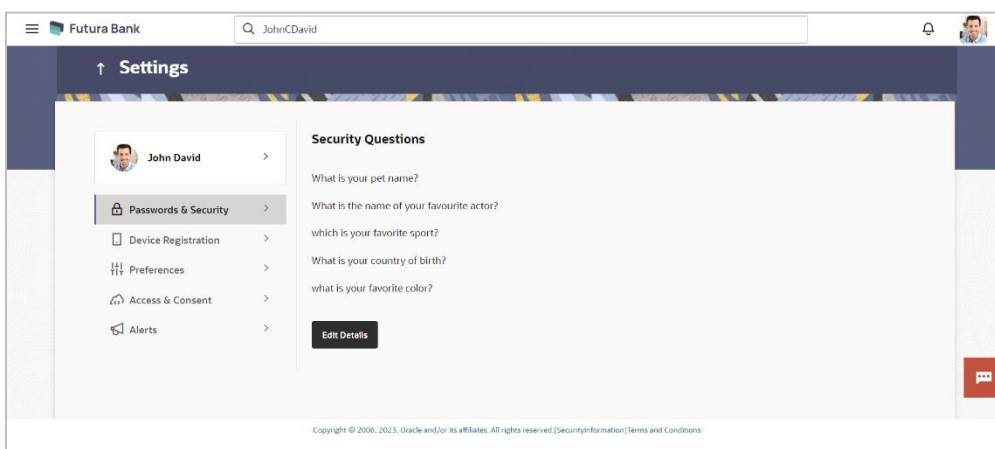 Futura Bank
JohnCDavid
↑ Settings
John David
Passwords & Security
Device Registration
Preferences
Access & Consent
Alerts
Security Questions
What is your pet name?
What is the name of your favourite actor?
which is your favorite sport?
What is your country of birth?
what is your favorite color?
Edit Details
Copyright © 2006, 2023, Oracle and/or its affiliates. All rights reserved.|SecurityInformation|Terms and Conditions